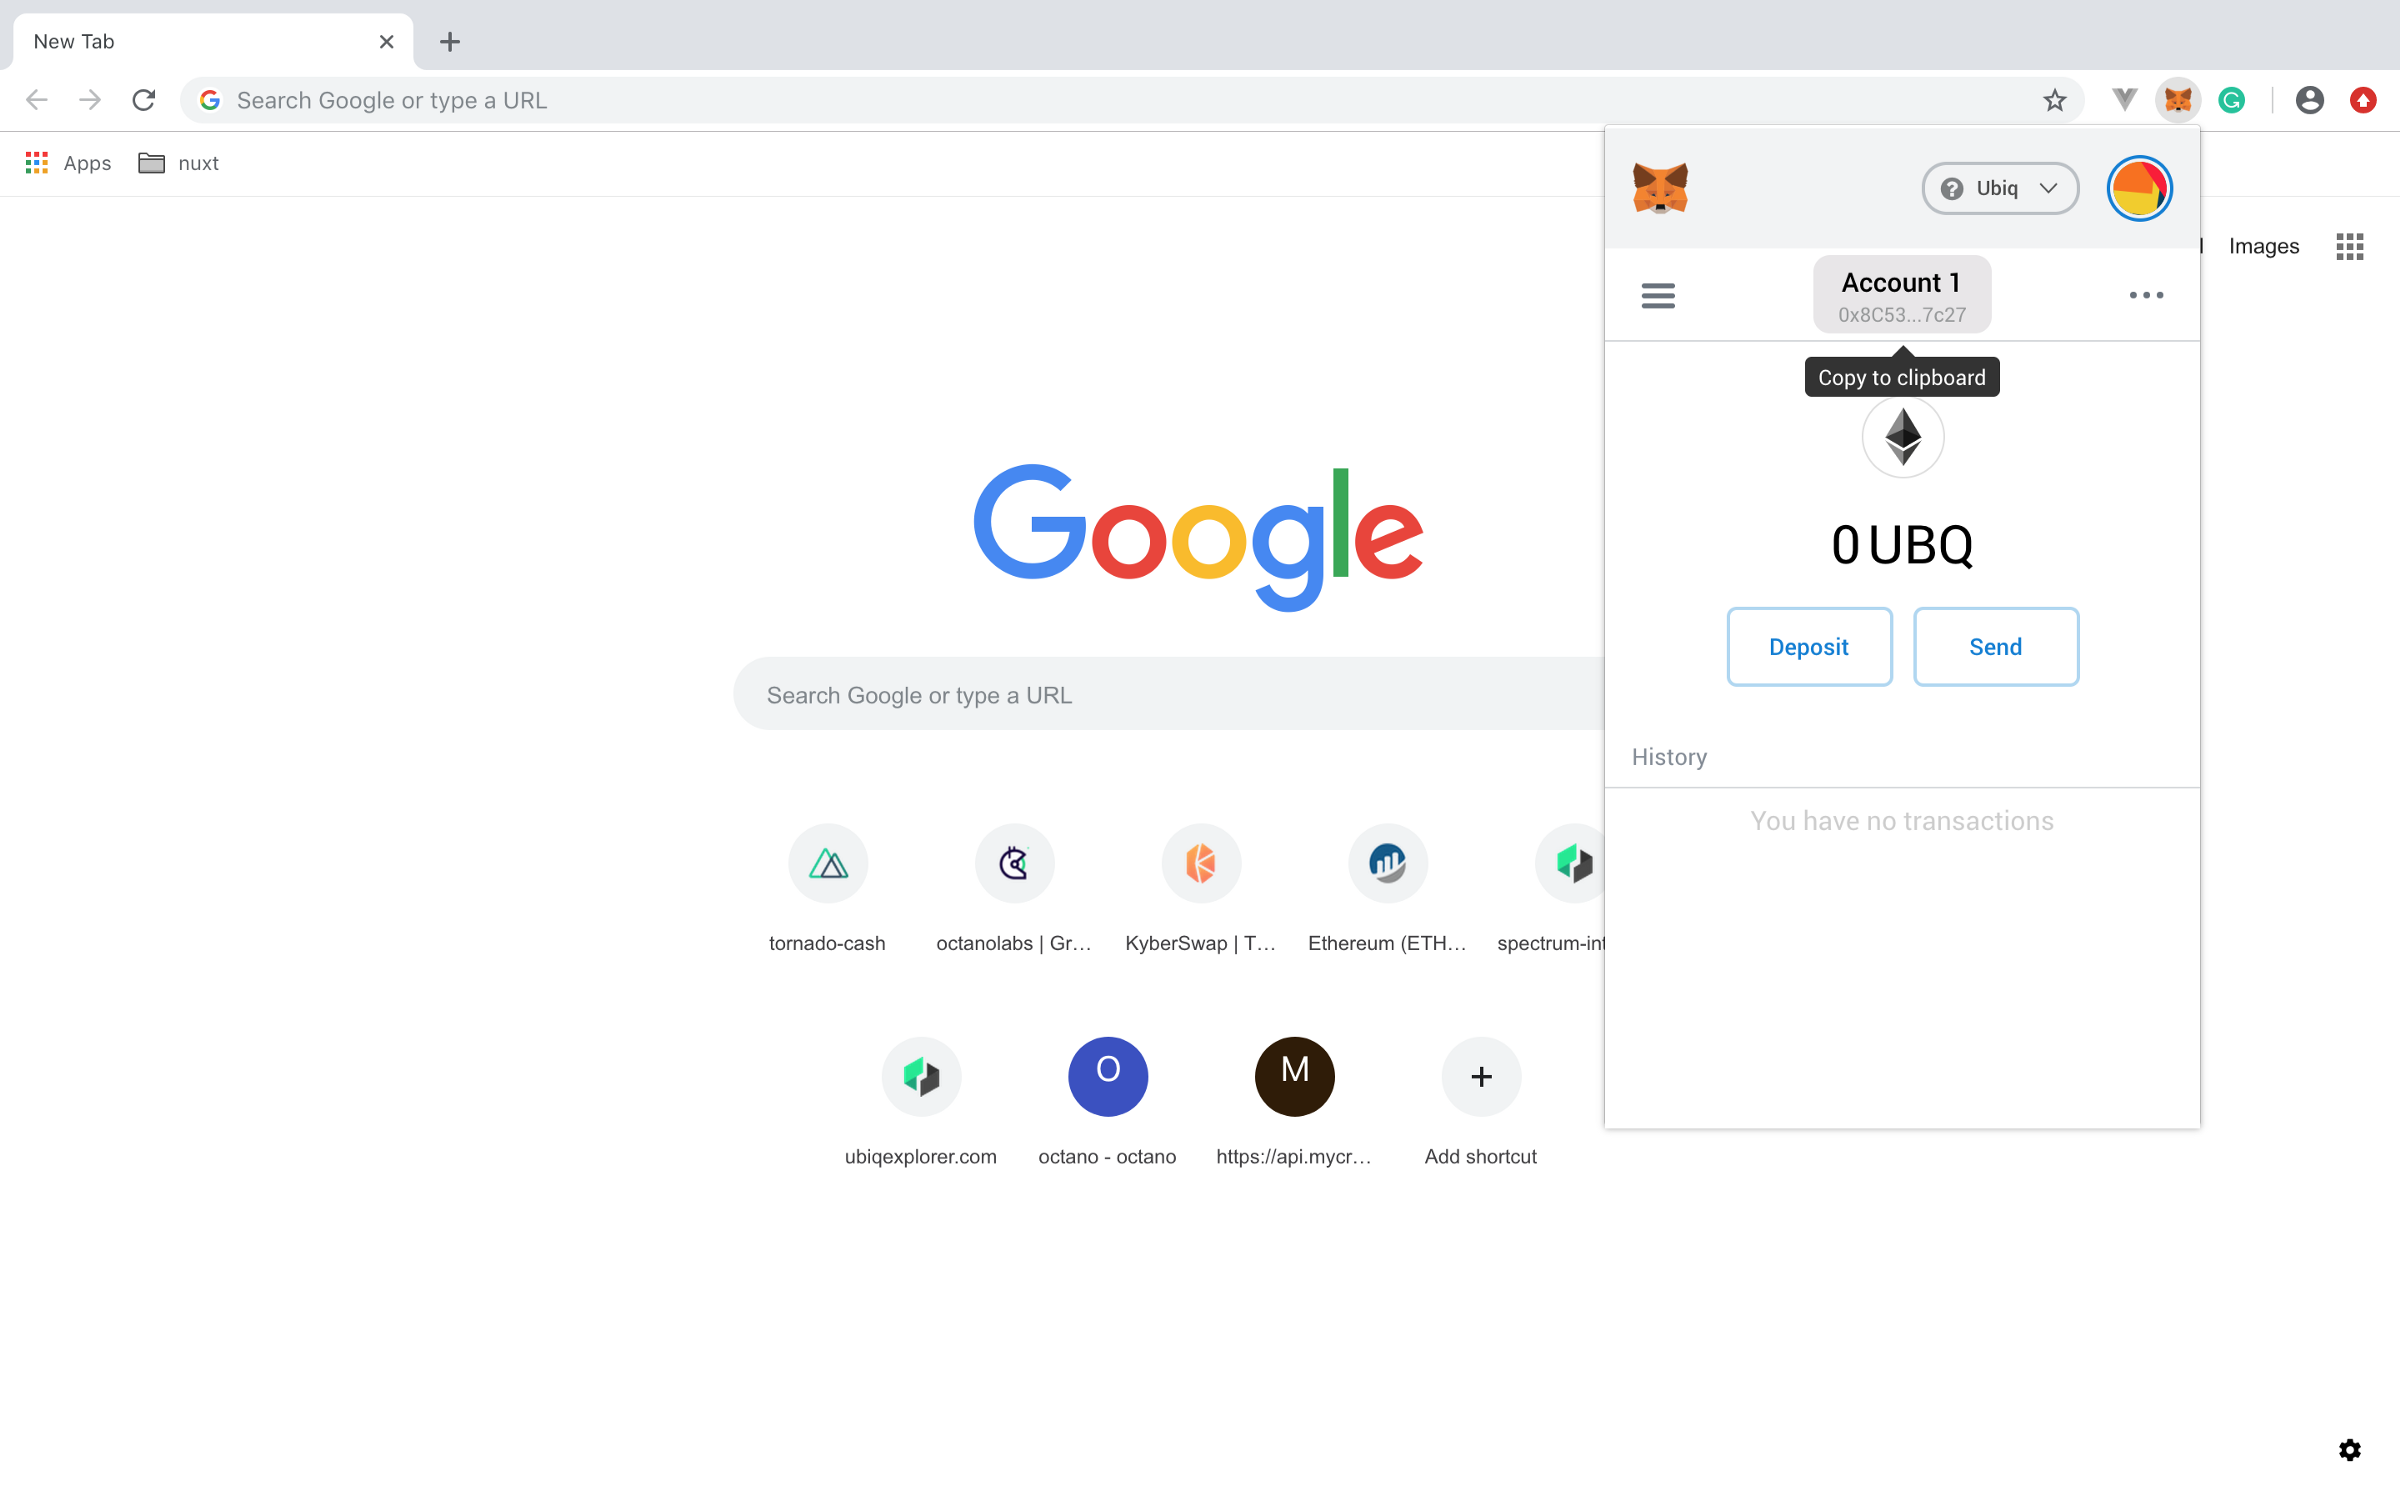 New Tab
Search Google or type a URL
Apps
nuxt
Ubiq
Images
Account 1
0x8C53...7c27
Copy to clipboard
Google
0 UBQ
Deposit
Send
Search Google or type a URL
History
You have no transactions
tornado-cash
octanolabs | Gr...
KyberSwap | T...
Ethereum (ETH...
spectrum-int
O
M
ubiqexplorer.com
octano - octano
https://api.mycr...
Add shortcut